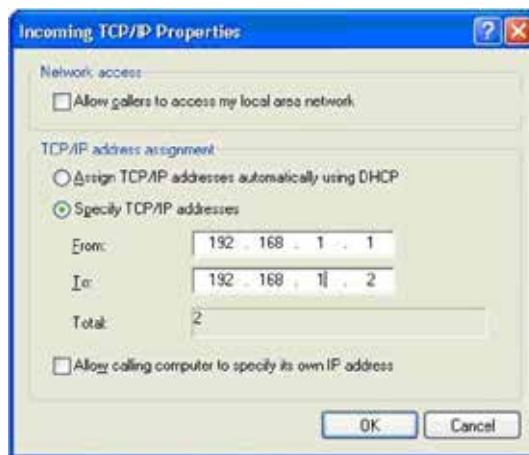 Incoming TCP/IP Properties
Network access
Allow callers to access my local area network
TCP/IP address assignment
Assign TCP/IP addresses automatically using DHCP
Specify TCP/IP addresses
From: 192 . 168 . 1 . 1
To: 192 . 168 . 1 . 2
Total: 2
Allow calling computer to specify its own IP address
OK Cancel